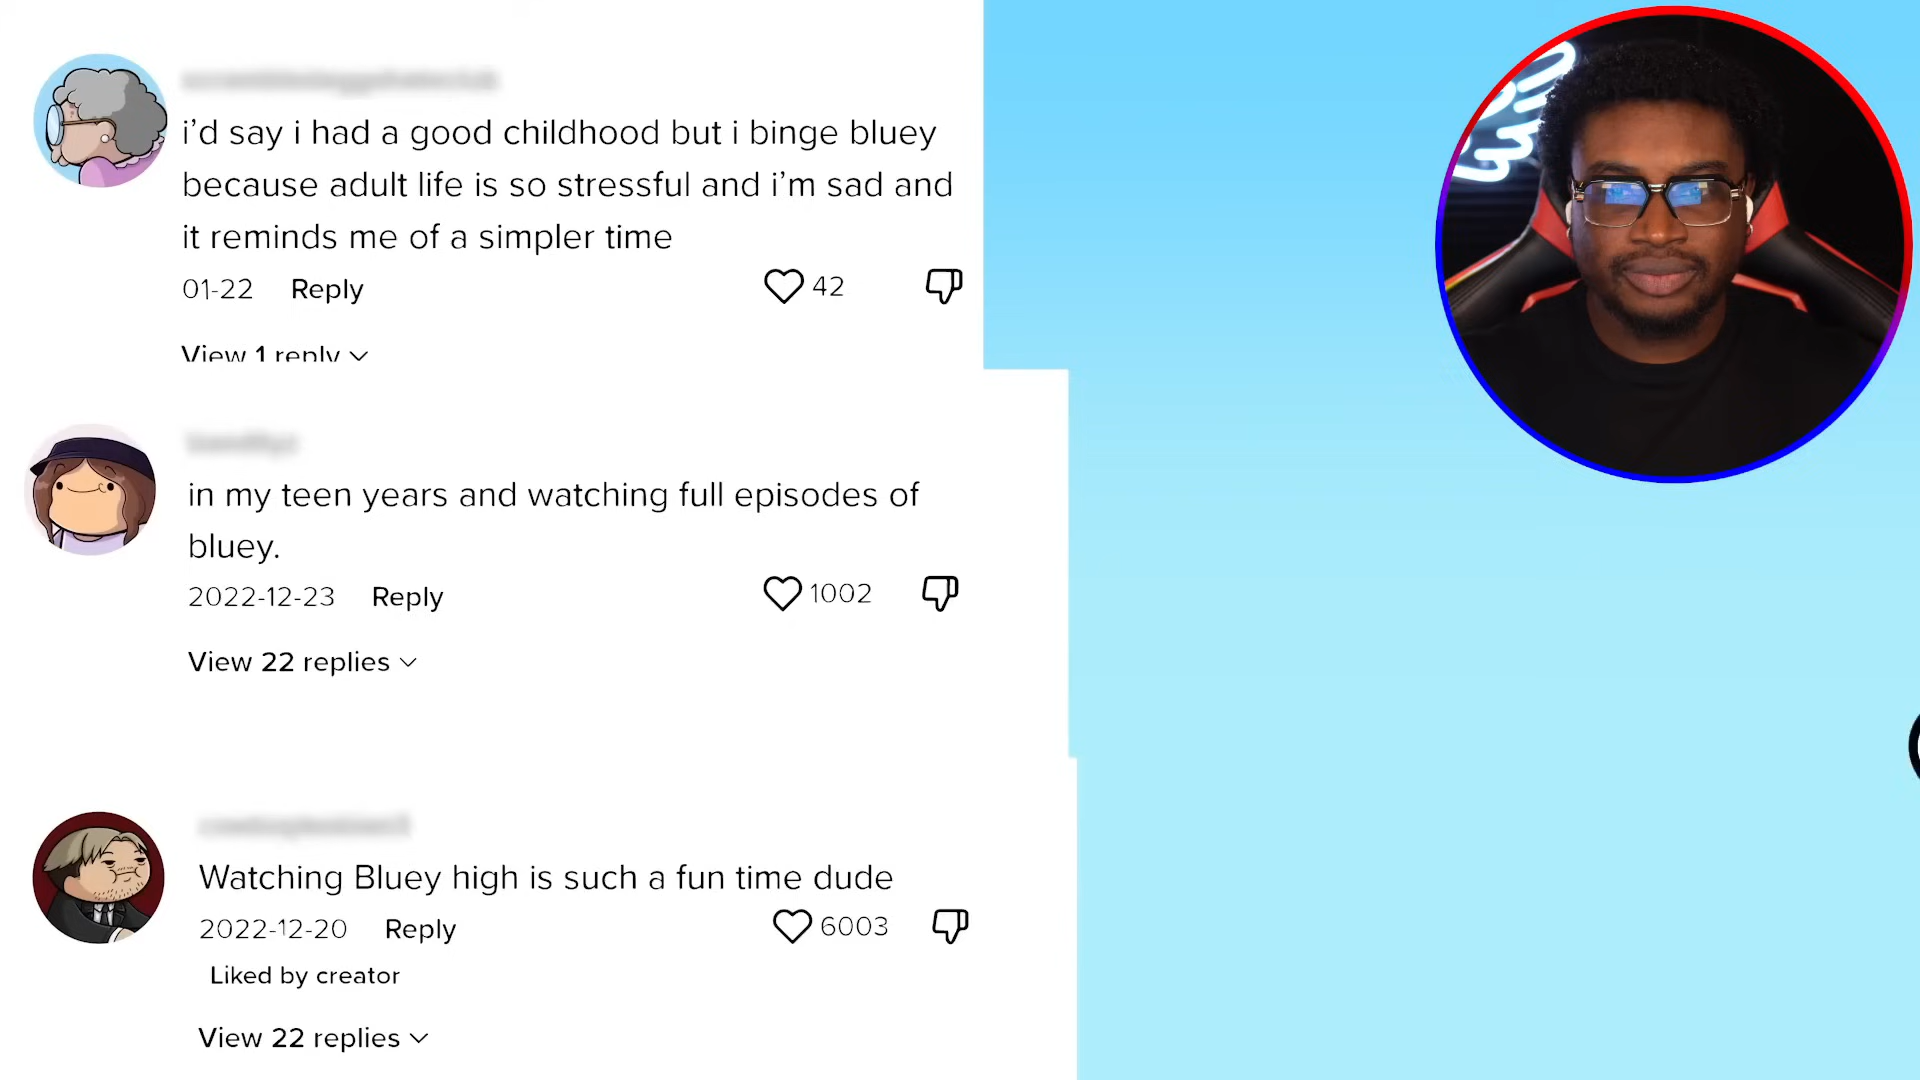 i’d say i had a good childhood but i binge bluey
because adult life is so stressful and i’m sad and
it reminds me of a simpler time
01-22 Reply 42
View 1 reply
in my teen years and watching full episodes of
bluey.
2022-12-23 Reply 1002
View 22 replies
Watching Bluey high is such a fun time dude
2022-12-20 Reply 6003
Liked by creator
View 22 replies